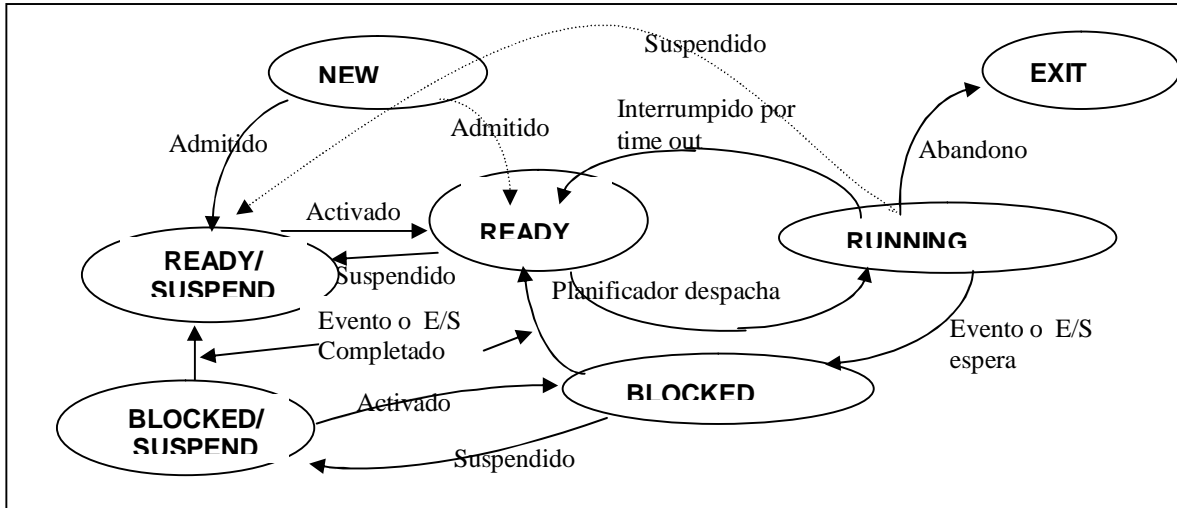 Suspendido
NEW
EXIT
Interrumpido por
time out
Admitido
Admitido
Abandono
Activado
READY
RUNNING
READY/
SUSPEND
Suspendido
Planificador despacha
Evento o E/S
Completado
Evento o E/S
espera
BLOCKED
BLOCKED/
SUSPEND
Activado
Suspendido